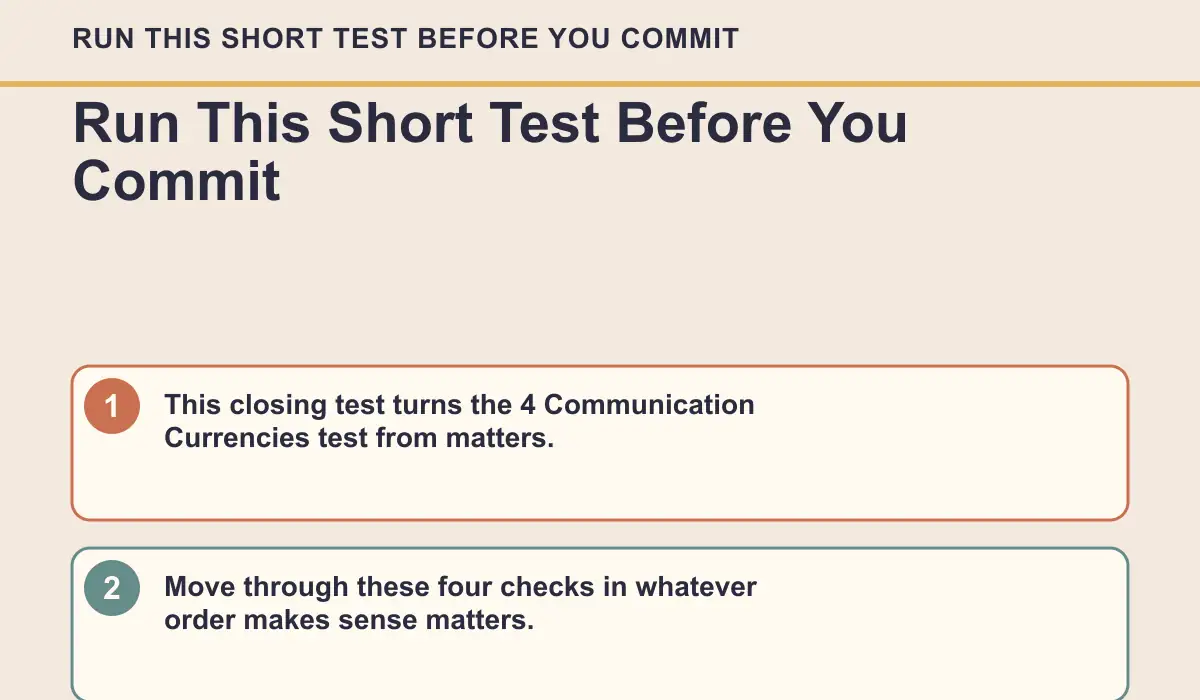 RUN THIS SHORT TEST BEFORE YOU COMMIT
Run This Short Test Before You
Commit
1
This closing test turns the 4 Communication
Currencies test from matters.
2
Move through these four checks in whatever
order makes sense matters.